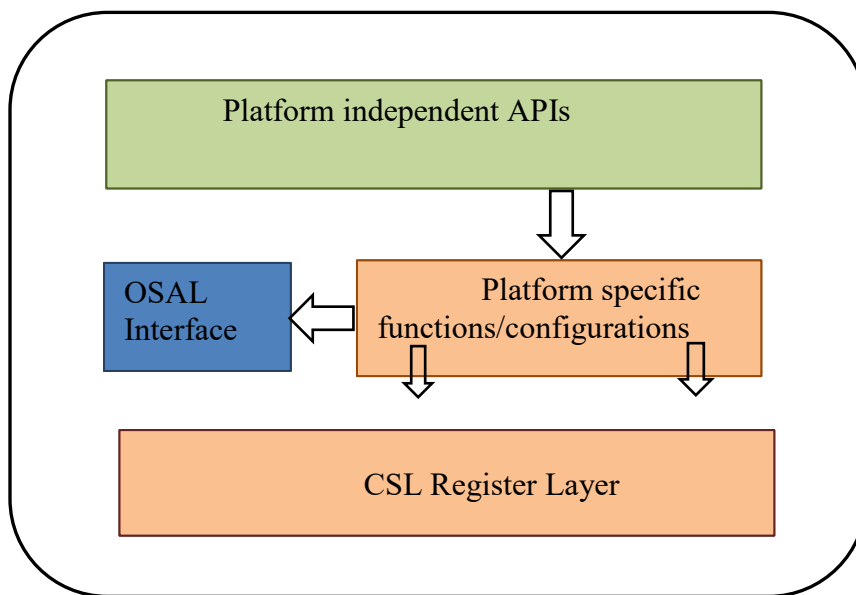 Platform independent APIs
OSAL
Interface
Platform specific
functions/configurations
CSL Register Layer